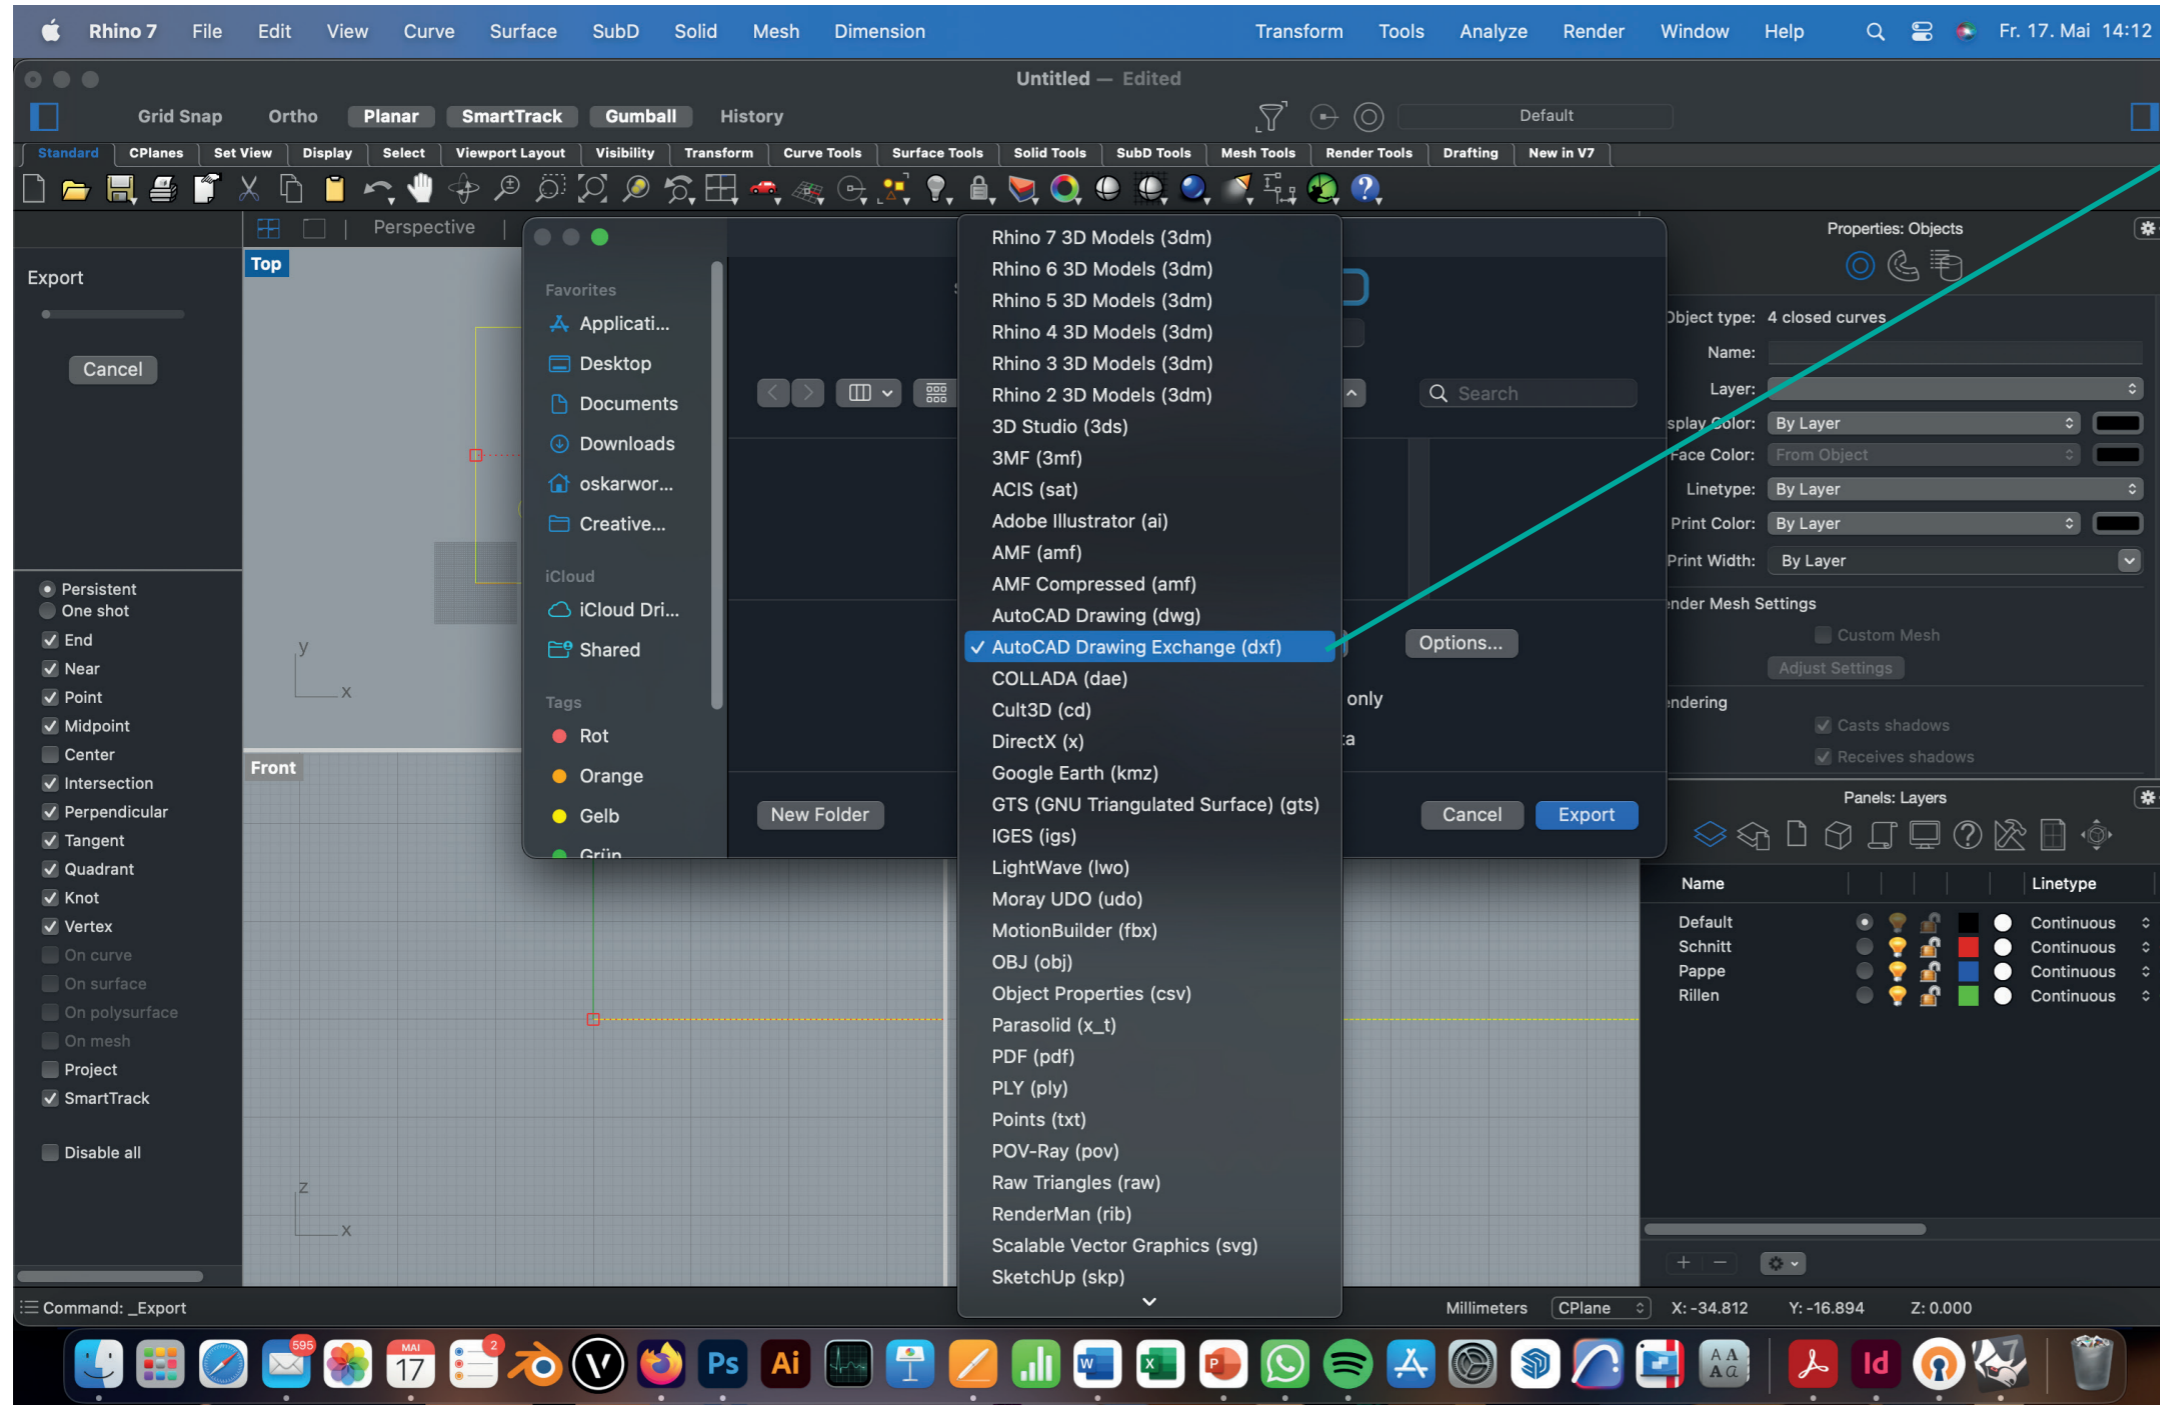 Rhino 7 File Edit View Curve Surface SubD Solid Mesh Dimension Transform Tools Analyze Render Window Help Fr. 17. Mai 14:12
Untitled — Edited
Grid Snap Ortho Planar SmartTrack Gumball History Default
Standard CPlanes Set View Display Select Viewport Layout Visibility Transform Curve Tools Surface Tools Solid Tools SubD Tools Mesh Tools Render Tools Drafting New in V7
Perspective
Export
Cancel
Persistent
One shot
End
Near
Point
Midpoint
Center
Intersection
Perpendicular
Tangent
Quadrant
Knot
Vertex
On curve
On surface
On polysurface
On mesh
Project
SmartTrack
Disable all
Top
y
x
Front
z
x
Favorites
Applicati...
Desktop
Documents
Downloads
oskarwor...
Creative...
iCloud
iCloud Dri...
Shared
Tags
Rot
Orange
Gelb
Grün
Rhino 7 3D Models (3dm)
Rhino 6 3D Models (3dm)
Rhino 5 3D Models (3dm)
Rhino 4 3D Models (3dm)
Rhino 3 3D Models (3dm)
Rhino 2 3D Models (3dm)
3D Studio (3ds)
3MF (3mf)
ACIS (sat)
Adobe Illustrator (ai)
AMF (amf)
AMF Compressed (amf)
AutoCAD Drawing (dwg)
✓ AutoCAD Drawing Exchange (dxf)
COLLADA (dae)
Cult3D (cd)
DirectX (x)
Google Earth (kmz)
GTS (GNU Triangulated Surface) (gts)
IGES (igs)
LightWave (lwo)
Moray UDO (udo)
MotionBuilder (fbx)
OBJ (obj)
Object Properties (csv)
Parasolid (x_t)
PDF (pdf)
PLY (ply)
Points (txt)
POV-Ray (pov)
Raw Triangles (raw)
RenderMan (rib)
Scalable Vector Graphics (svg)
SketchUp (skp)
Search
Options...
only
ta
New Folder
Cancel Export
Properties: Objects
Object type: 4 closed curves
Name:
Layer:
splay Color: By Layer
Face Color: From Object
Linetype: By Layer
Print Color: By Layer
Print Width: By Layer
ender Mesh Settings
Custom Mesh
Adjust Settings
endering
Casts shadows
Receives shadows
Panels: Layers
Name Linetype
Default Continuous
Schnitt Continuous
Pappe Continuous
Rillen Continuous
Command: _Export
Millimeters CPlane X: -34.812 Y: -16.894 Z: 0.000
595
MAI
17
2
Ps
Ai
W
X
P
A A
A a
Id
7